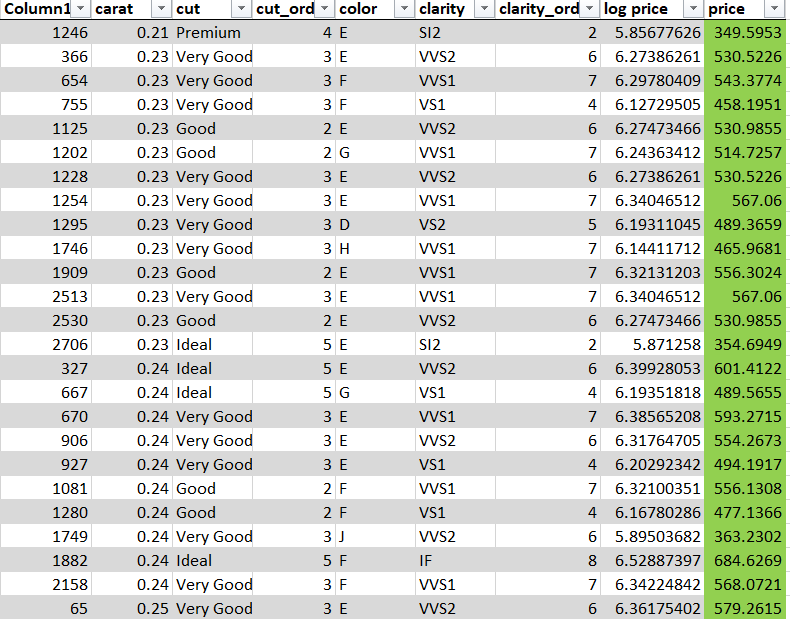 Column1 carat cut cut_ord color clarity clarity_ord log price price
1246 0.21 Premium 4 E SI2 2 5.85677626 349.5953
366 0.23 Very Good 3 E VVS2 6 6.27386261 530.5226
654 0.23 Very Good 3 F VVS1 7 6.29780409 543.3774
755 0.23 Very Good 3 F VS1 4 6.12729505 458.1951
1125 0.23 Good 2 E VVS2 6 6.27473466 530.9855
1202 0.23 Good 2 G VVS1 7 6.24363412 514.7257
1228 0.23 Very Good 3 E VVS2 6 6.27386261 530.5226
1254 0.23 Very Good 3 E VVS1 7 6.34046512 567.06
1295 0.23 Very Good 3 D VS2 5 6.19311045 489.3659
1746 0.23 Very Good 3 H VVS1 7 6.14411712 465.9681
1909 0.23 Good 2 E VVS1 7 6.32131203 556.3024
2513 0.23 Very Good 3 E VVS1 7 6.34046512 567.06
2530 0.23 Good 2 E VVS2 6 6.27473466 530.9855
2706 0.23 Ideal 5 E SI2 2 5.871258 354.6949
327 0.24 Ideal 5 E VVS2 6 6.39928053 601.4122
667 0.24 Ideal 5 G VS1 4 6.19351818 489.5655
670 0.24 Very Good 3 E VVS1 7 6.38565208 593.2715
906 0.24 Very Good 3 E VVS2 6 6.31764705 554.2673
927 0.24 Very Good 3 E VS1 4 6.20292342 494.1917
1081 0.24 Good 2 F VVS1 7 6.32100351 556.1308
1280 0.24 Good 2 F VS1 4 6.16780286 477.1366
1749 0.24 Very Good 3 J VVS2 6 5.89503682 363.2302
1882 0.24 Ideal 5 F IF 8 6.52887397 684.6269
2158 0.24 Very Good 3 F VVS1 7 6.34224842 568.0721
65 0.25 Very Good 3 E VVS2 6 6.36175402 579.2615